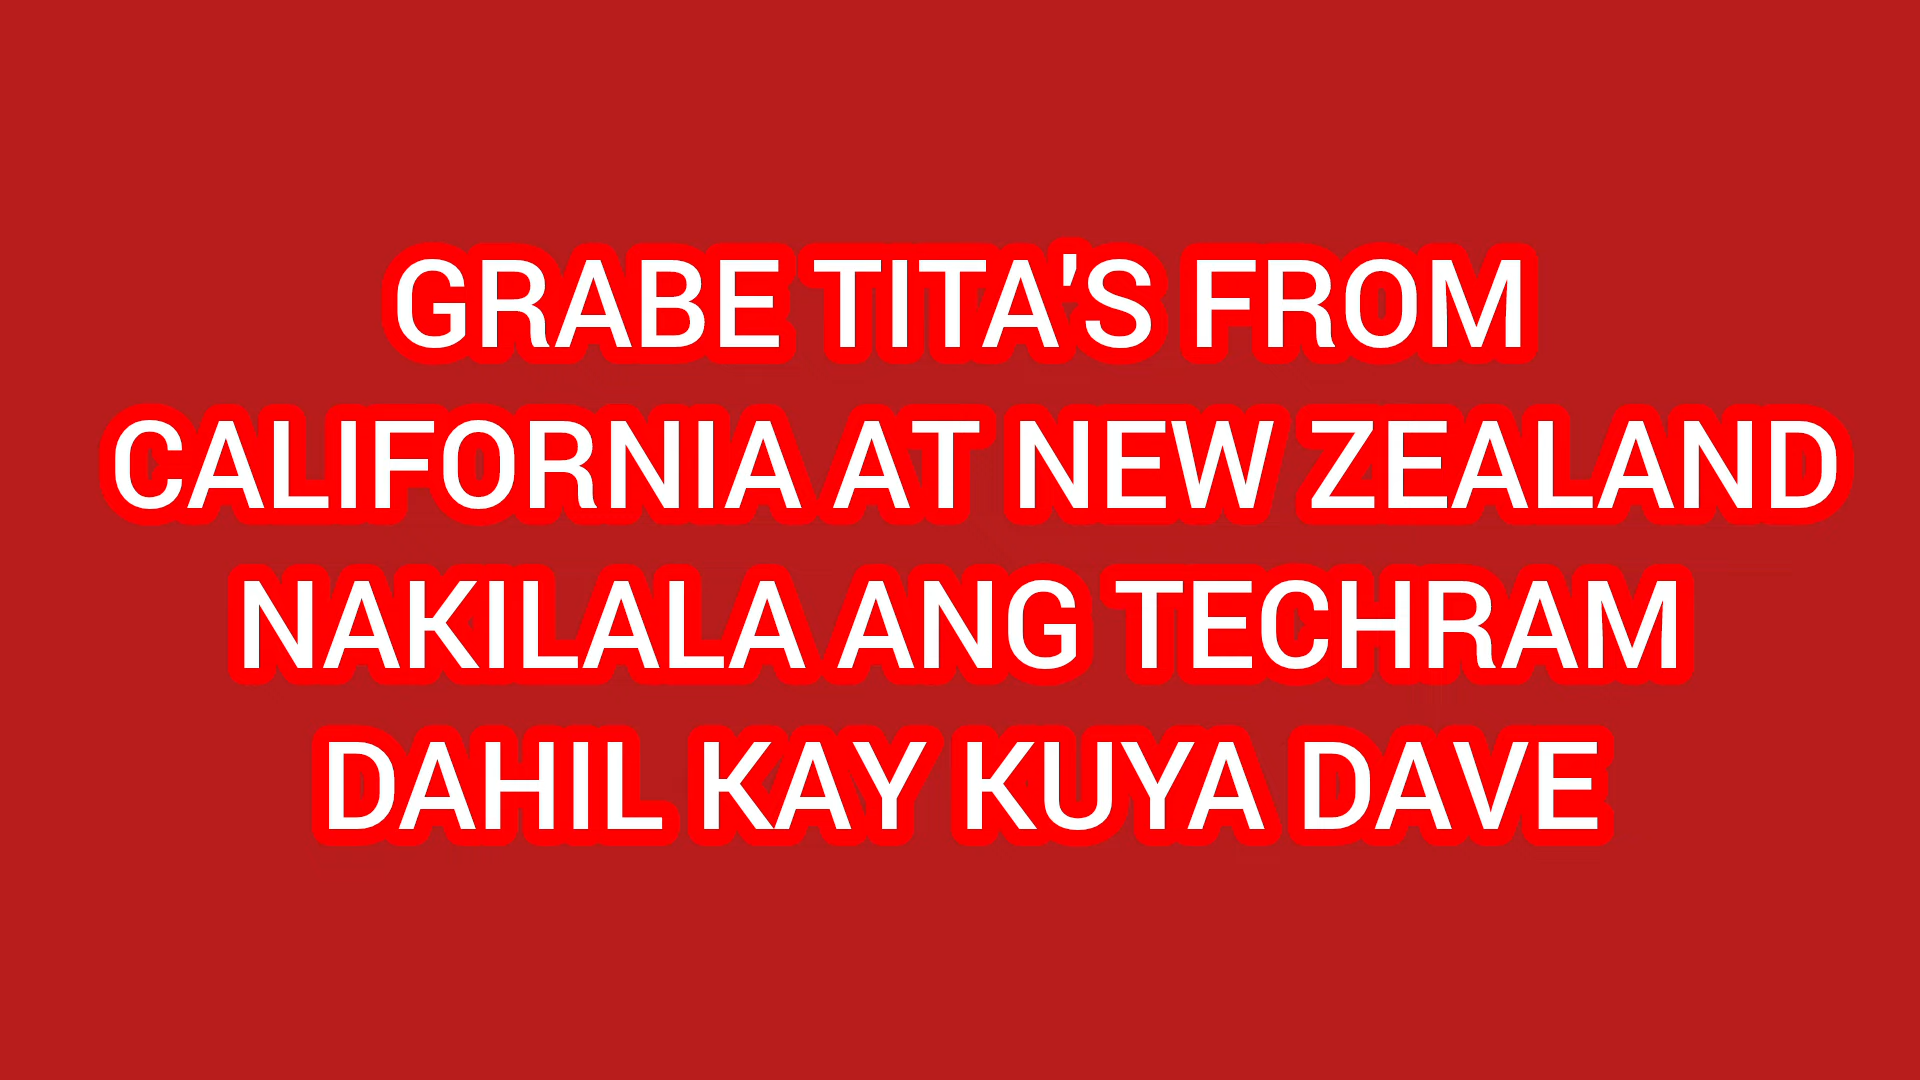 GRABE TITA'S FROM
CALIFORNIA AT NEW ZEALAND
NAKILALA ANG TECHRAM
DAHIL KAY KUYA DAVE